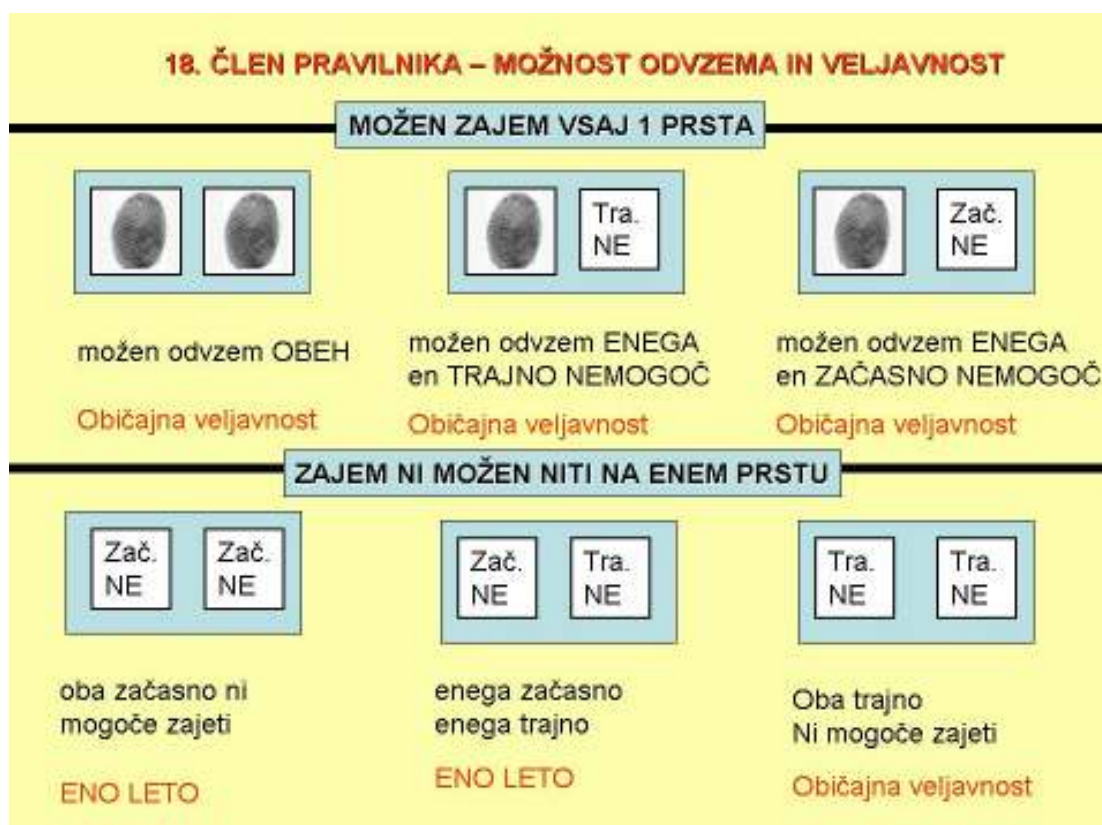 18. ČLEN PRAVILNIKA – MOŽNOST ODVZEMA IN VELJAVNOST
MOŽEN ZAJEM VSAJ 1 PRSTA
Tra.
NE
Zač.
NE
možen odvzem OBEH
Običajna veljavnost
možen odvzem ENEGA
en TRAJNO NEMOGOČ
Običajna veljavnost
možen odvzem ENEGA
en ZAČASNO NEMOGOČ
Običajna veljavnost
ZAJEM NI MOŽEN NITI NA ENEM PRSTU
Zač.
NE
Zač.
NE
Zač.
NE
Tra.
NE
Tra.
NE
Tra.
NE
oba začasno ni
mogoče zajeti
ENO LETO
enega začasno
enega trajno
ENO LETO
Oba trajno
Ni mogoče zajeti
Običajna veljavnost